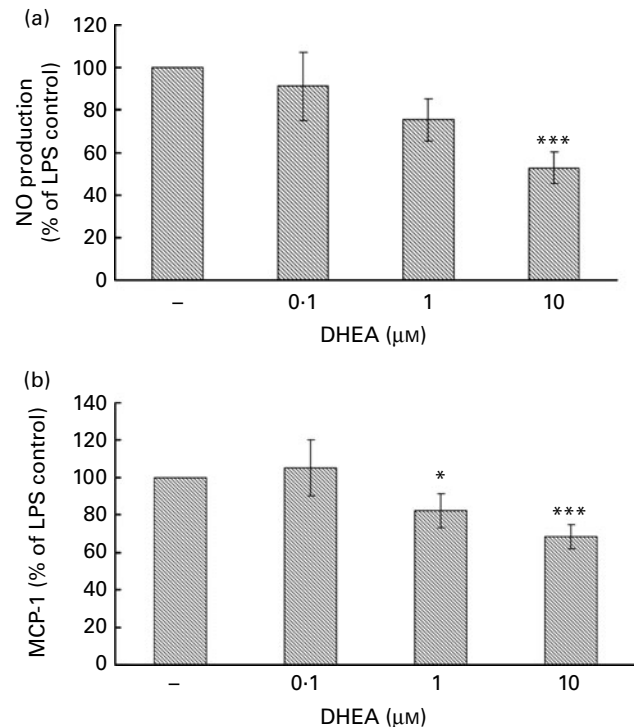 (a)
NO production
(% of LPS control)
120
100
80
60
40
20
0
***
– 0·1 1 10
DHEA (μM)
(b)
MCP-1 (% of LPS control)
140
120
100
80
60
40
20
0
*
***
– 0·1 1 10
DHEA (μM)